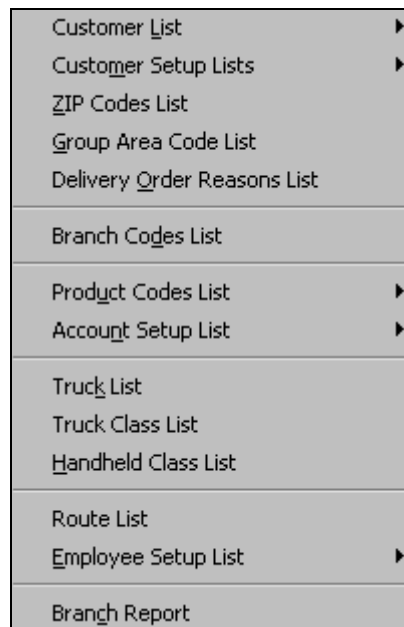 Customer List
Customer Setup Lists
ZIP Codes List
Group Area Code List
Delivery Order Reasons List
Branch Codes List
Product Codes List
Account Setup List
Truck List
Truck Class List
Handheld Class List
Route List
Employee Setup List
Branch Report